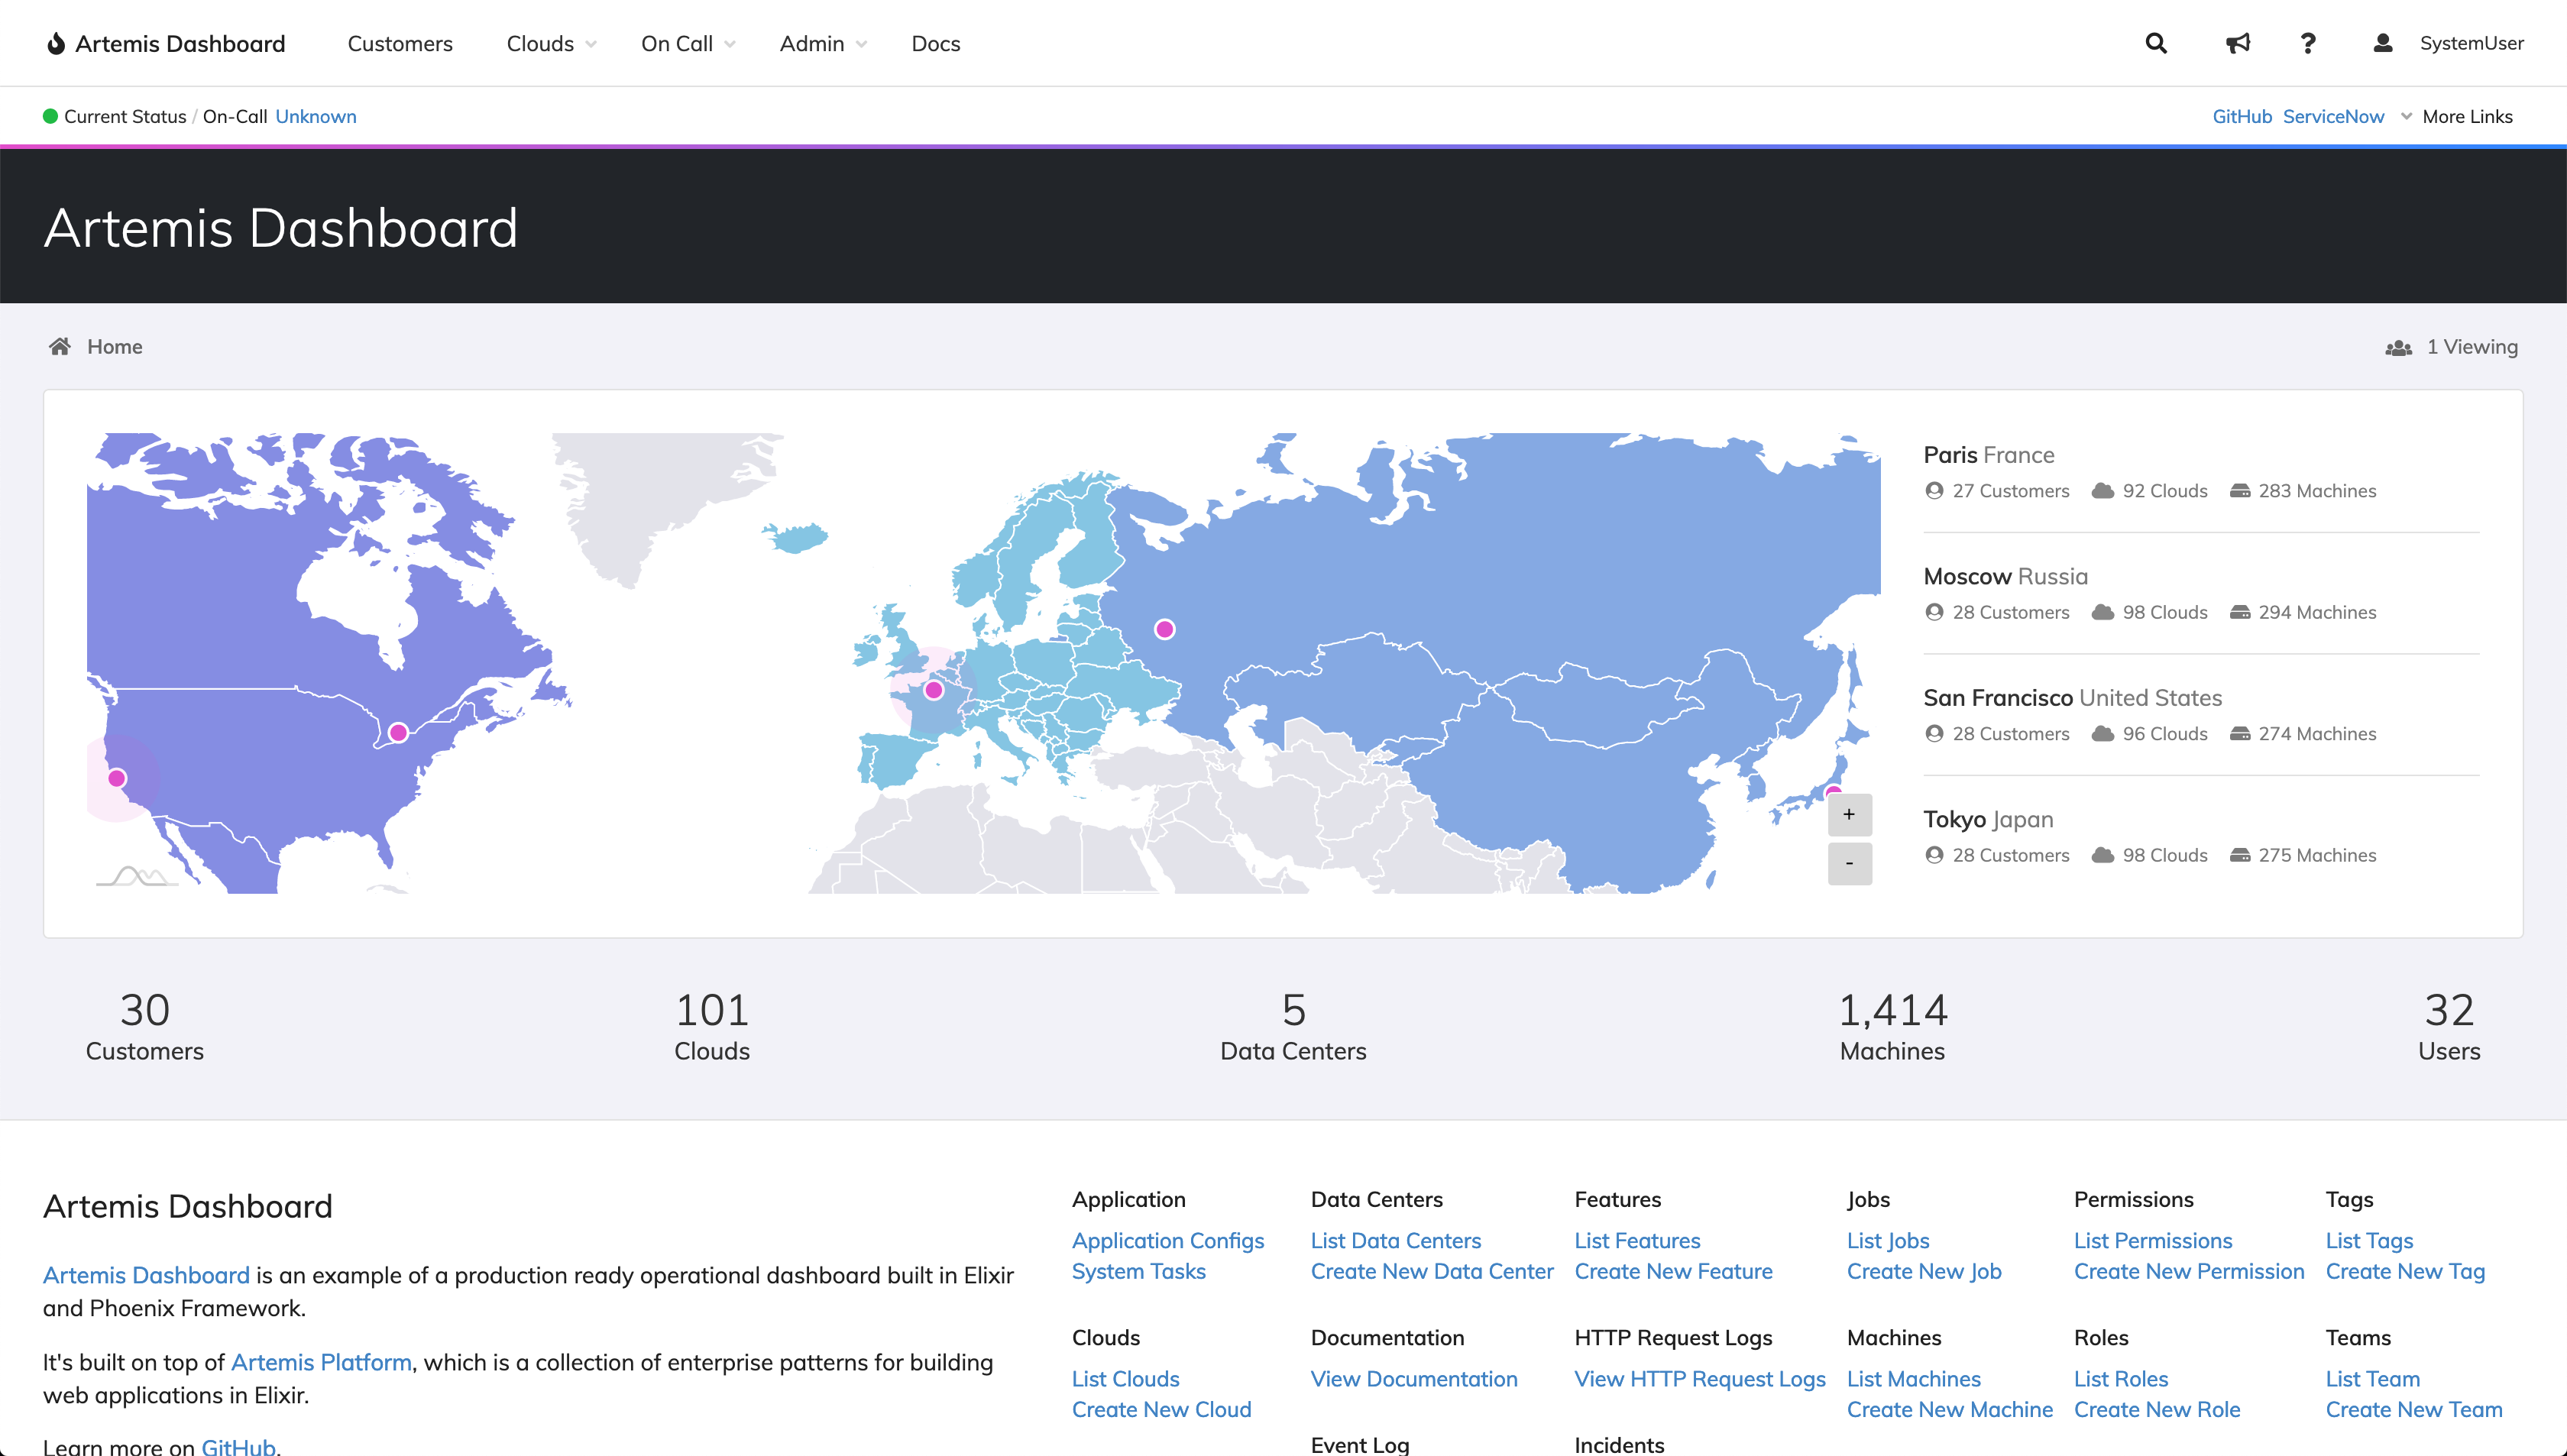 Artemis Dashboard Customers Clouds On Call Admin Docs ? SystemUser
Current Status / On-Call Unknown GitHub ServiceNow More Links
Artemis Dashboard
Home 1 Viewing
Paris France
27 Customers 92 Clouds 283 Machines
Moscow Russia
28 Customers 98 Clouds 294 Machines
San Francisco United States
28 Customers 96 Clouds 274 Machines
Tokyo Japan
28 Customers 98 Clouds 275 Machines
+
-
30 101 5 1,414 32
Customers Clouds Data Centers Machines Users
Artemis Dashboard
Artemis Dashboard is an example of a production ready operational dashboard built in Elixir
and Phoenix Framework.
It's built on top of Artemis Platform, which is a collection of enterprise patterns for building
web applications in Elixir.
Learn more on GitHub.
Application
Application Configs
System Tasks
Clouds
List Clouds
Create New Cloud
Data Centers
List Data Centers
Create New Data Center
Documentation
View Documentation
Event Log
Features
List Features
Create New Feature
HTTP Request Logs
View HTTP Request Logs
Incidents
Jobs
List Jobs
Create New Job
Machines
List Machines
Create New Machine
Permissions
List Permissions
Create New Permission
Roles
List Roles
Create New Role
Tags
List Tags
Create New Tag
Teams
List Team
Create New Team